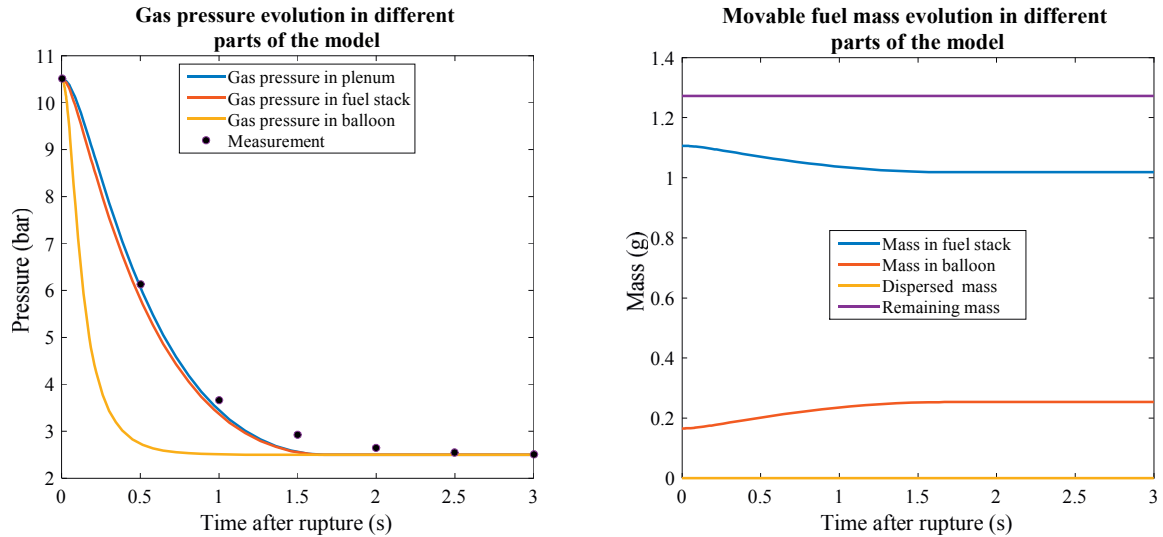 Gas pressure evolution in different
parts of the model
11
10
9
8
7
6
5
4
3
2
Pressure (bar)
Gas pressure in plenum
Gas pressure in fuel stack
Gas pressure in balloon
Measurement
0
0.5
1
1.5
2
2.5
3
Time after rupture (s)
Movable fuel mass evolution in different
parts of the model
1.4
1.2
1
0.8
0.6
0.4
0.2
0
Mass (g)
Mass in fuel stack
Mass in balloon
Dispersed mass
Remaining mass
0
0.5
1
1.5
2
2.5
3
Time after rupture (s)